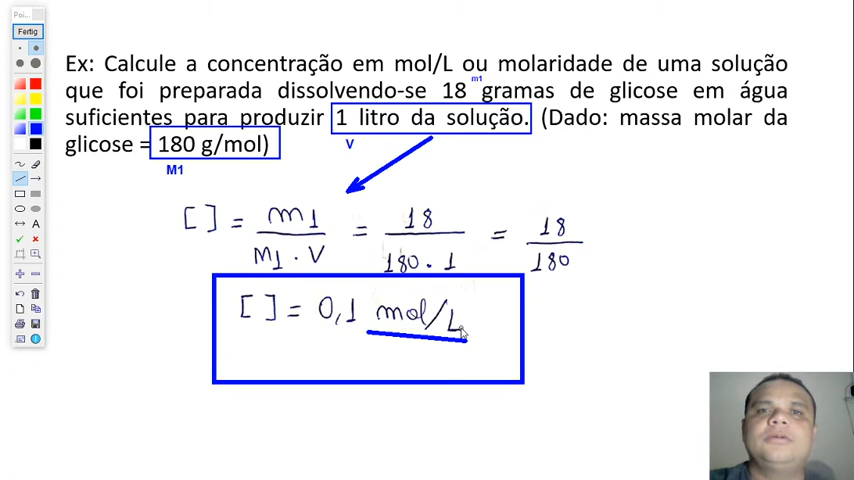 Poi...
Fertig
Ex: Calcule a concentração em mol/L ou molaridade de uma solução
m1
que foi preparada dissolvendo-se 18 gramas de glicose em água
suficientes para produzir 1 litro da solução. (Dado: massa molar da
glicose = 180 g/mol)
V
M1
[ ] = m1 / M1 . V = 18 / 180 . 1 = 18 / 180
[ ] = 0,1 mol/L